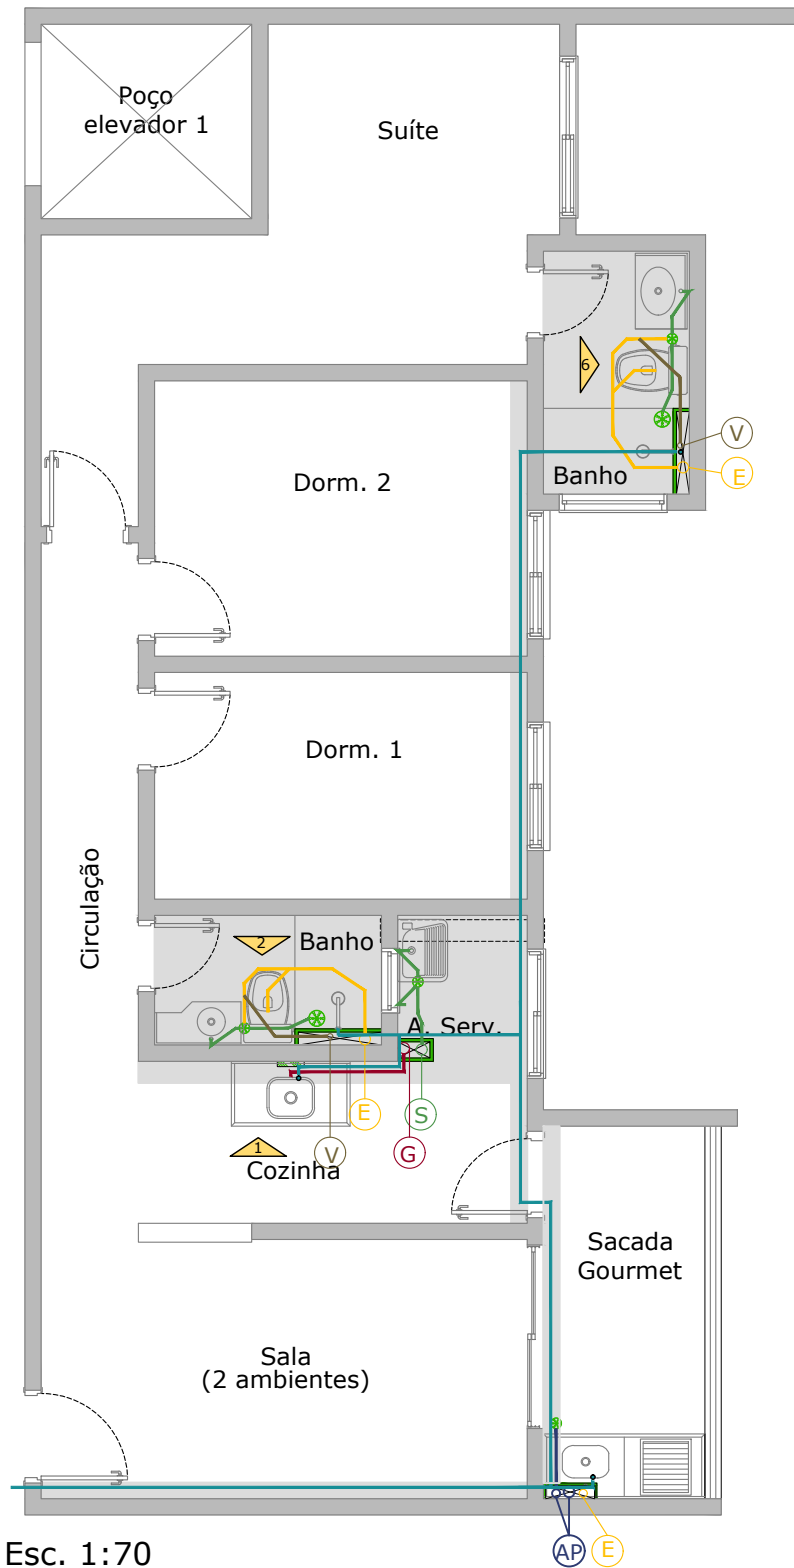 Poço
elevador 1
Suíte
6
V
E
Banho
Dorm. 2
Dorm. 1
Circulação
2
Banho
A. Serv.
E
S
V
G
1
Cozinha
Sacada
Gourmet
Sala
(2 ambientes)
AP
E
Esc. 1:70